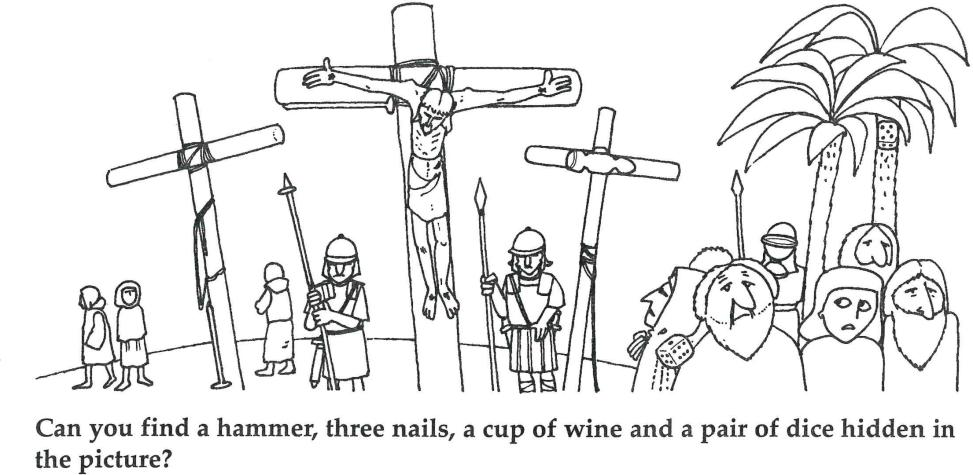 Can you find a hammer, three nails, a cup of wine and a pair of dice hidden in
the picture?